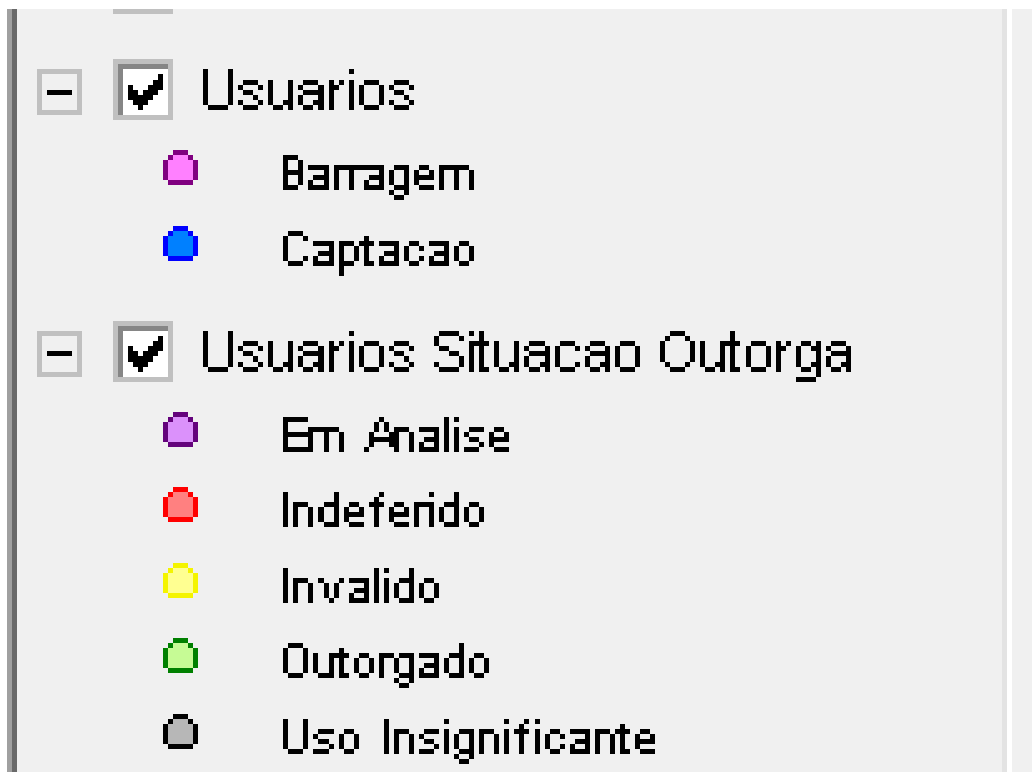 Usuarios
Barragem
Captacao
Usuarios Situacao Outorga
Em Analise
Indeferido
Invalido
Outorgado
Uso Insignificante